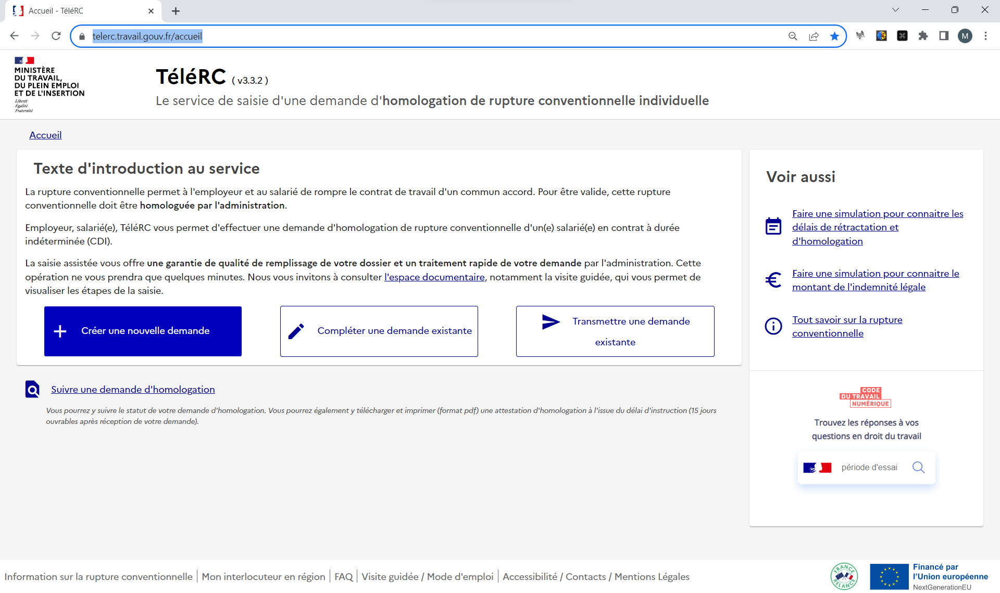 Accueil - TéléRC
telerc.travail.gouv.fr/accueil
M
MINISTÈRE
DU TRAVAIL,
DU PLEIN EMPLOI
ET DE L'INSERTION
Liberté
Égalité
Fraternité
TéléRC ( v3.3.2 )
Le service de saisie d'une demande d'homologation de rupture conventionnelle individuelle
Accueil
Texte d'introduction au service
La rupture conventionnelle permet à l'employeur et au salarié de rompre le contrat de travail d'un commun accord. Pour être valide, cette rupture
conventionnelle doit être homologuée par l'administration.
Employeur, salarié(e), TéléRC vous permet d'effectuer une demande d'homologation de rupture conventionnelle d'un(e) salarié(e) en contrat à durée
indéterminée (CDI).
La saisie assistée vous offre une garantie de qualité de remplissage de votre dossier et un traitement rapide de votre demande par l'administration. Cette
opération ne vous prendra que quelques minutes. Nous vous invitons à consulter l'espace documentaire, notamment la visite guidée, qui vous permet de
visualiser les étapes de la saisie.
Créer une nouvelle demande
Compléter une demande existante
Transmettre une demande
existante
Suivre une demande d'homologation
Vous pourrez y suivre le statut de votre demande d'homologation. Vous pourrez également y télécharger et imprimer (format pdf) une attestation d'homologation à l'issue du délai d'instruction (15 jours
ouvrables après réception de votre demande).
Voir aussi
Faire une simulation pour connaitre les
délais de rétractation et
d'homologation
Faire une simulation pour connaitre le
montant de l'indemnité légale
Tout savoir sur la rupture
conventionnelle
CODE
DU TRAVAIL
NUMÉRIQUE
Trouvez les réponses à vos
questions en droit du travail
période d'essai
Information sur la rupture conventionnelle
Mon interlocuteur en région
FAQ
Visite guidée / Mode d'emploi
Accessibilité / Contacts / Mentions Légales
FRANCE
RELANCE
Financé par
l'Union européenne
NextGenerationEU